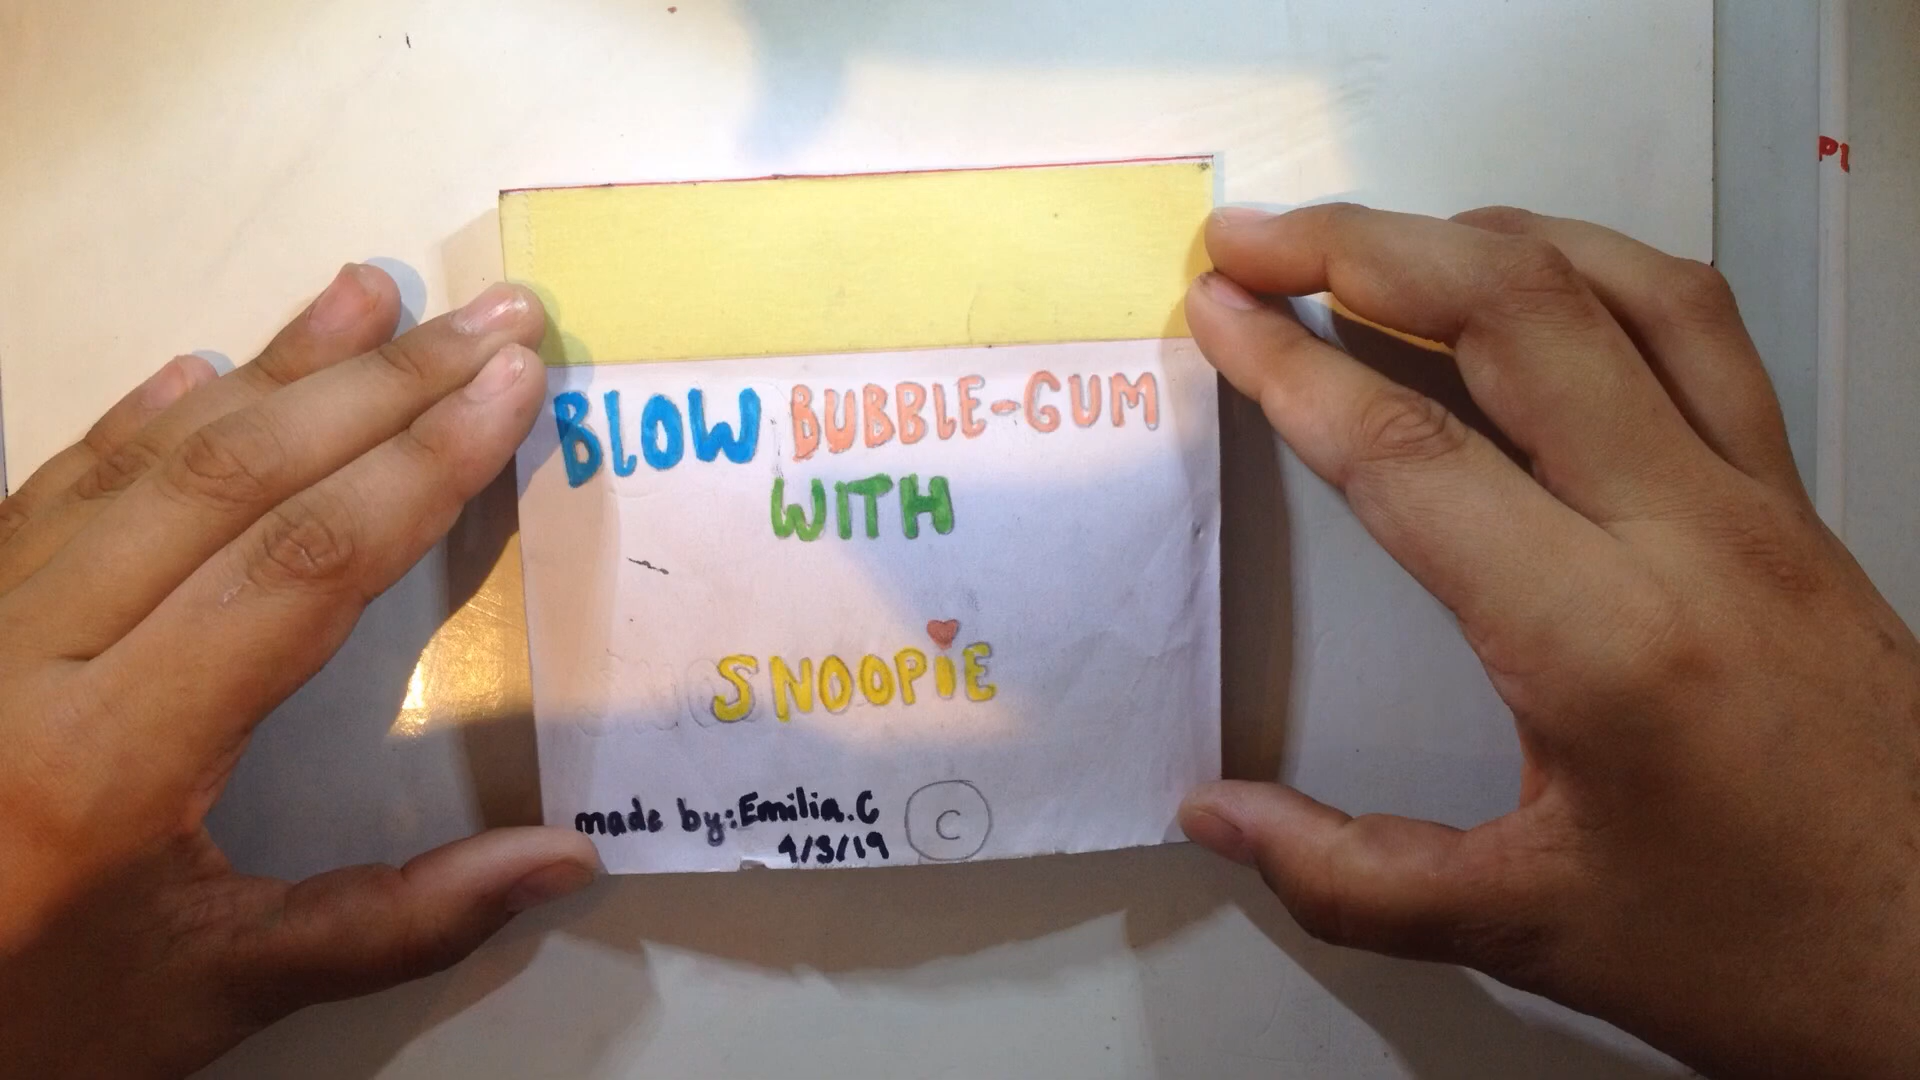 BLOW BUBBLE-GUM
WITH
SNOOPiE
made by: Emilia.C
C
4/3/19